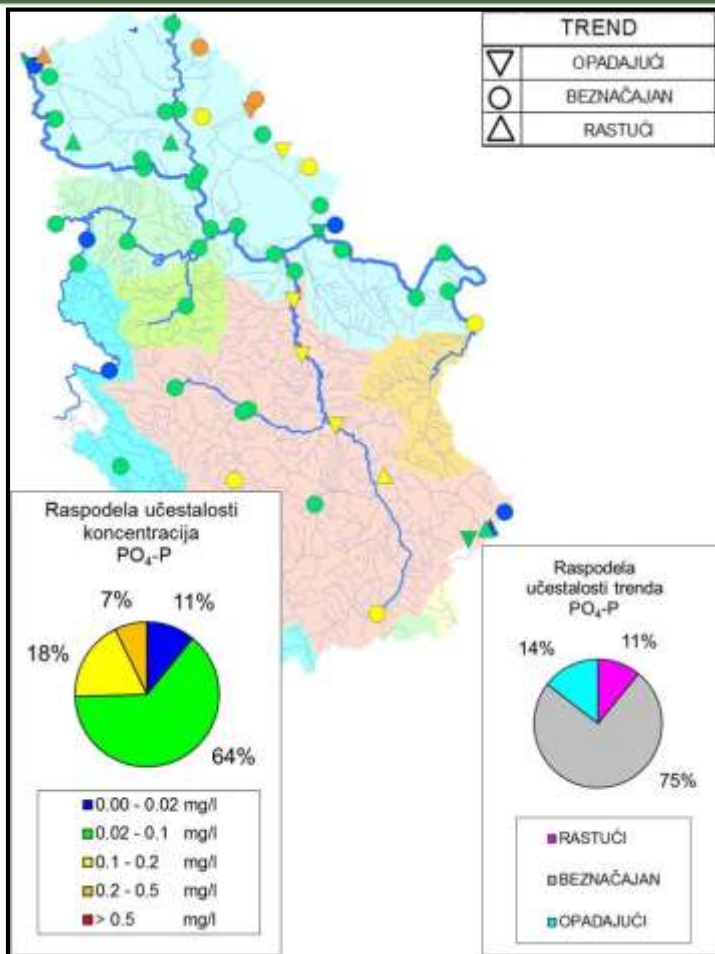 TREND
OPADAJUĆI
BEZNAČAJAN
RASTUĆI
Raspodela učestalosti
koncentracija
PO₄-P
7%
11%
18%
64%
0.00 - 0.02 mg/l
0.02 - 0.1 mg/l
0.1 - 0.2 mg/l
0.2 - 0.5 mg/l
> 0.5 mg/l
Raspodela
učestalosti trenda
PO₄-P
14%
11%
75%
RASTUĆI
BEZNAČAJAN
OPADAJUĆI